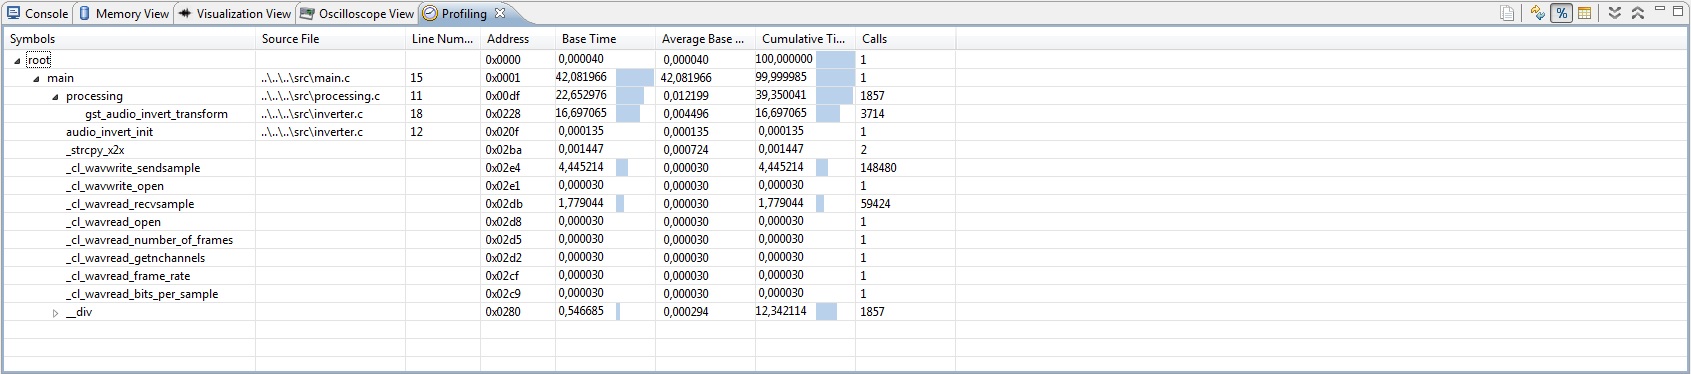 Console Memory View Visualization View Oscilloscope View Profiling
%
Symbols Source File Line Num... Address Base Time Average Base ... Cumulative Ti... Calls
root 0x0000 0,000040 0,000040 100,000000 1
main ..\..\..\src\main.c 15 0x0001 42,081966 42,081966 99,999985 1
processing ..\..\..\src\processing.c 11 0x00df 22,652976 0,012199 39,350041 1857
gst_audio_invert_transform ..\..\..\src\inverter.c 18 0x0228 16,697065 0,004496 16,697065 3714
audio_invert_init ..\..\..\src\inverter.c 12 0x020f 0,000135 0,000135 0,000135 1
_strcpy_x2x 0x02ba 0,001447 0,000724 0,001447 2
_cl_wavwrite_sendsample 0x02e4 4,445214 0,000030 4,445214 148480
_cl_wavwrite_open 0x02e1 0,000030 0,000030 0,000030 1
_cl_wavread_recvsample 0x02db 1,779044 0,000030 1,779044 59424
_cl_wavread_open 0x02d8 0,000030 0,000030 0,000030 1
_cl_wavread_number_of_frames 0x02d5 0,000030 0,000030 0,000030 1
_cl_wavread_getnchannels 0x02d2 0,000030 0,000030 0,000030 1
_cl_wavread_frame_rate 0x02cf 0,000030 0,000030 0,000030 1
_cl_wavread_bits_per_sample 0x02c9 0,000030 0,000030 0,000030 1
__div 0x0280 0,546685 0,000294 12,342114 1857